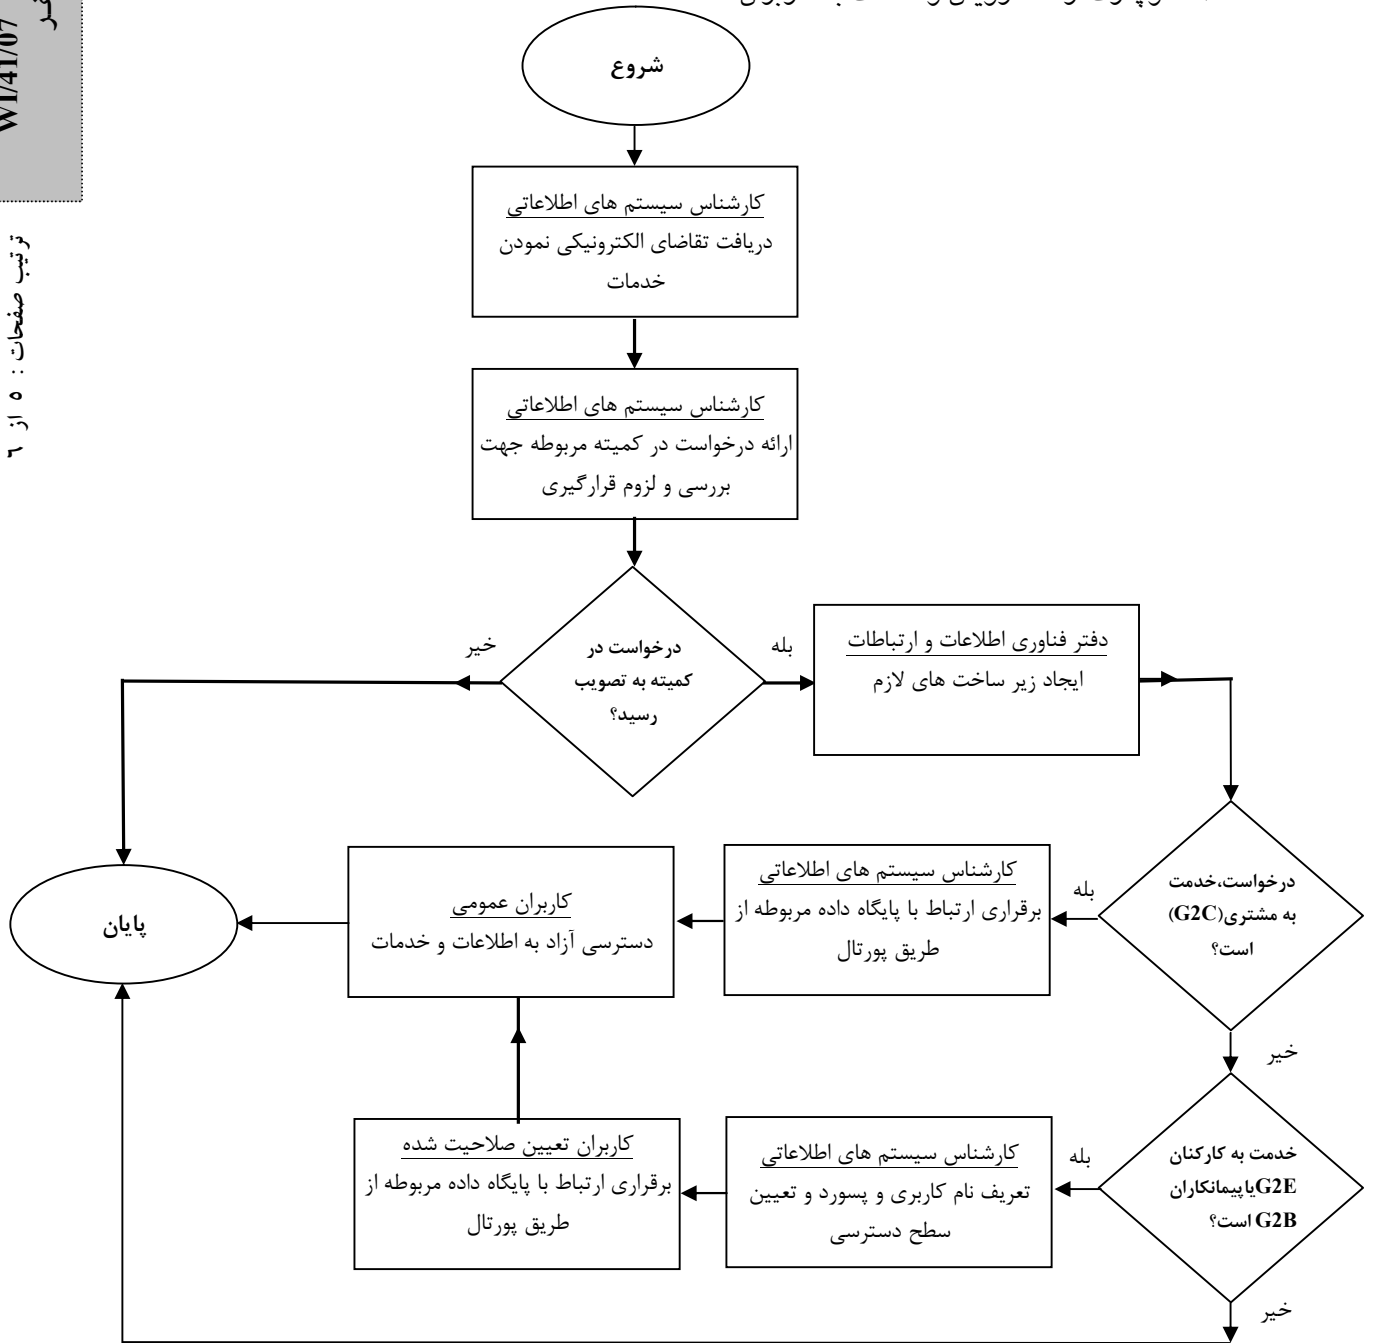 شروع
کارشناس سیستم های اطلاعاتی
دریافت تقاضای الکترونیکی نمودن
خدمات
کارشناس سیستم های اطلاعاتی
ارائه درخواست در کمیته مربوطه جهت
بررسی و لزوم قرارگیری
درخواست در
کمیته به تصویب
رسید؟
خیر
بله
دفتر فناوری اطلاعات و ارتباطات
ایجاد زیر ساخت های لازم
درخواست،خدمت
به مشتری(G2C)
است؟
بله
کارشناس سیستم های اطلاعاتی
برقراری ارتباط با پایگاه داده مربوطه از
طریق پورتال
کاربران عمومی
دسترسی آزاد به اطلاعات و خدمات
پایان
خیر
خدمت به کارکنان
G2Eیاپیمانکاران
G2B است؟
بله
کارشناس سیستم های اطلاعاتی
تعریف نام کاربری و پسورد و تعیین
سطح دسترسی
کاربران تعیین صلاحیت شده
برقراری ارتباط با پایگاه داده مربوطه از
طریق پورتال
خیر
WI/41/07
ترتیب صفحات : ۵ از ۶